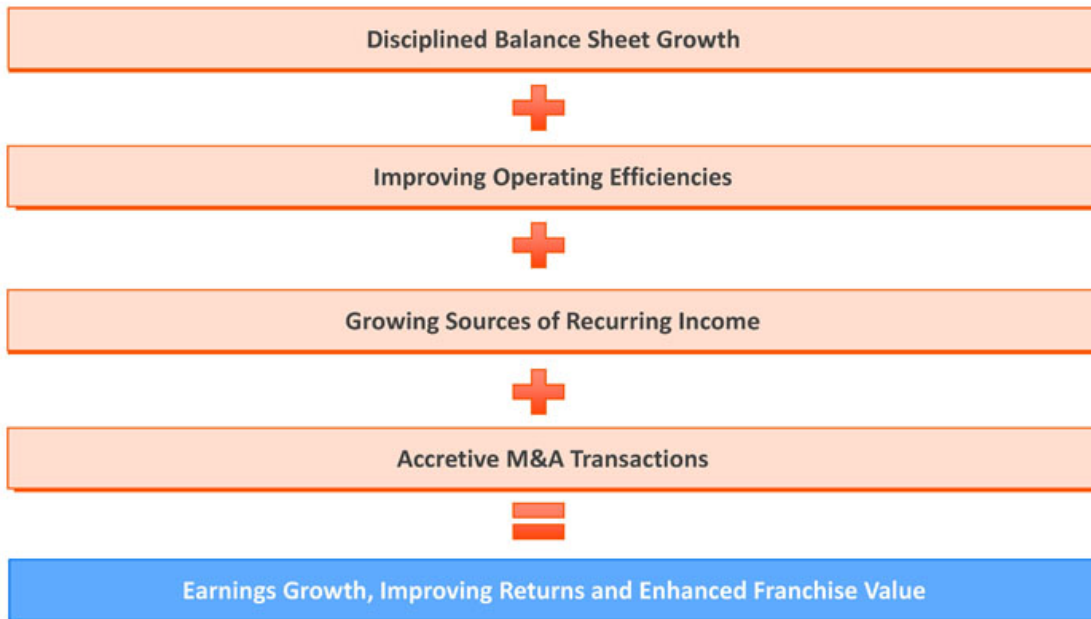 Disciplined Balance Sheet Growth
Improving Operating Efficiencies
Growing Sources of Recurring Income
Accretive M&A Transactions
Earnings Growth, Improving Returns and Enhanced Franchise Value